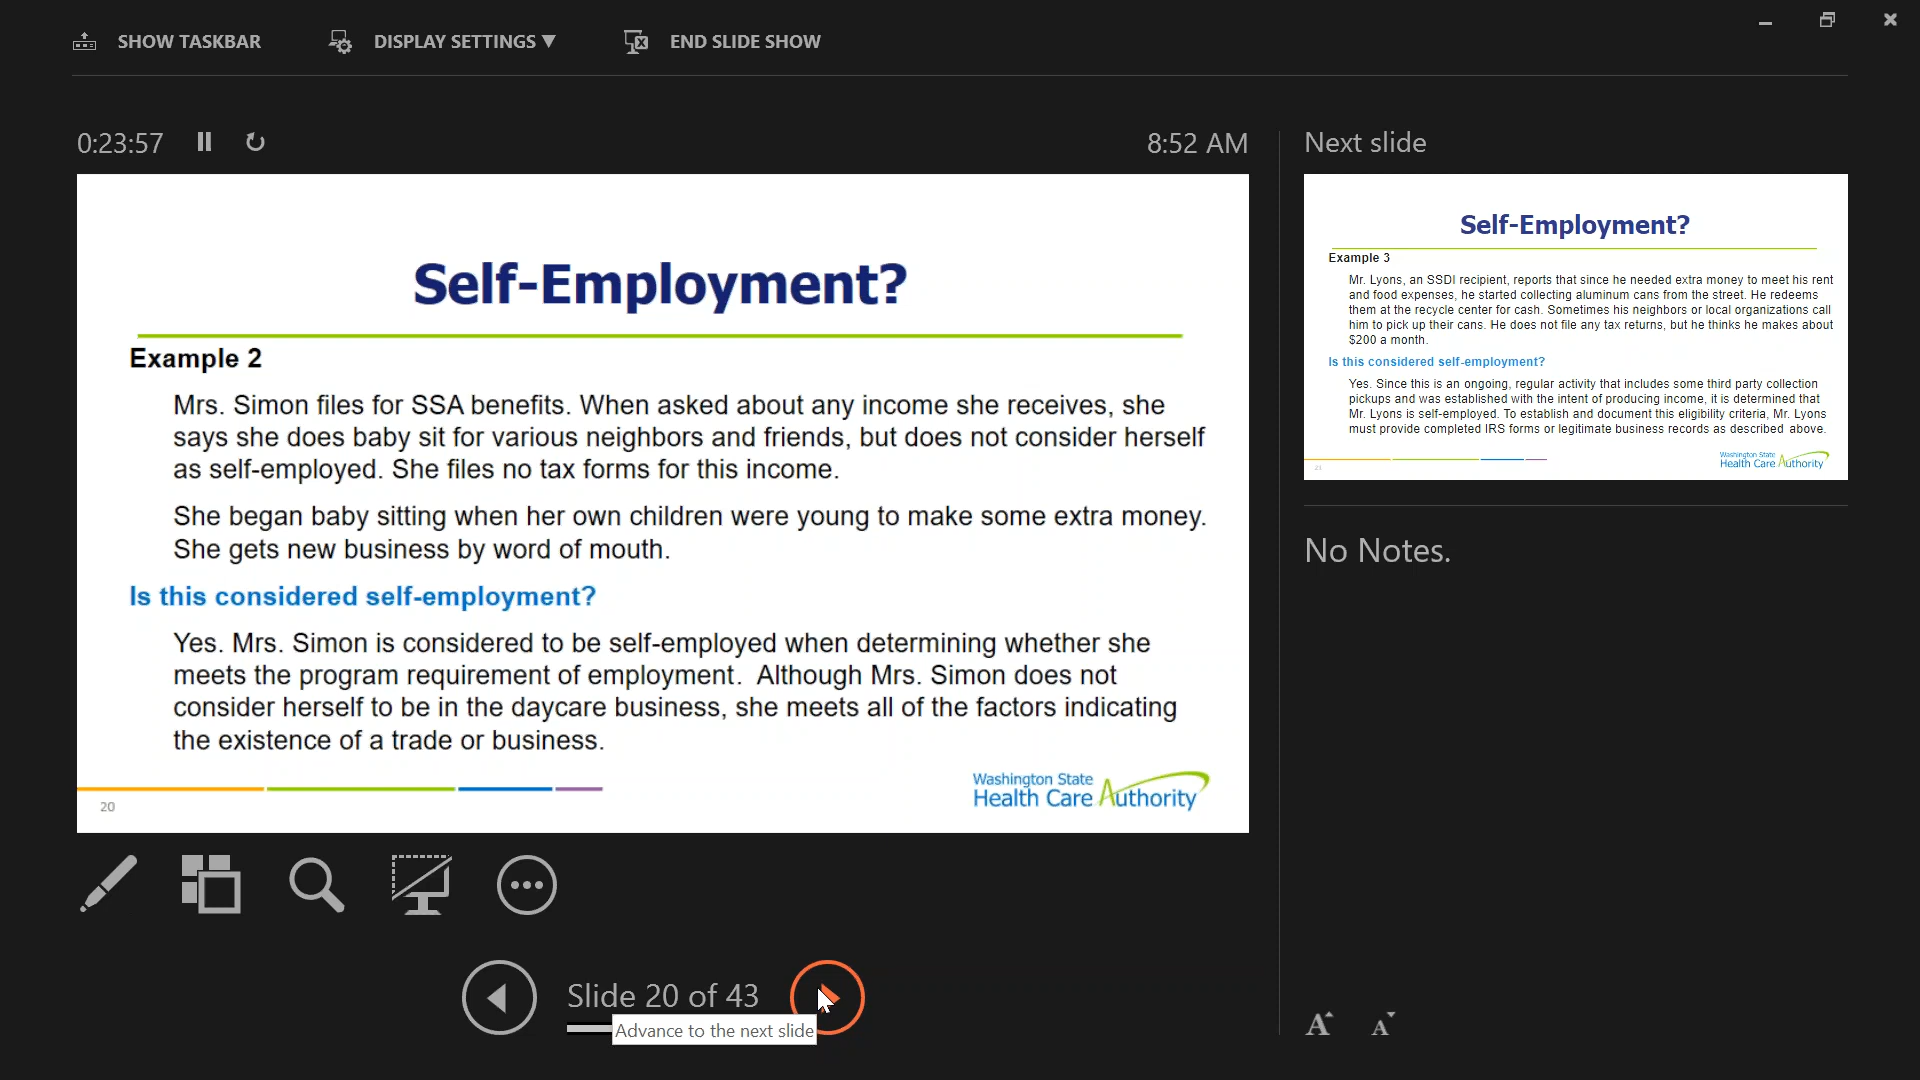 SHOW TASKBAR
DISPLAY SETTINGS ▼
END SLIDE SHOW
0:23:57
8:52 AM
Self-Employment?
Example 2
Mrs. Simon files for SSA benefits. When asked about any income she receives, she
says she does baby sit for various neighbors and friends, but does not consider herself
as self-employed. She files no tax forms for this income.
She began baby sitting when her own children were young to make some extra money.
She gets new business by word of mouth.
Is this considered self-employment?
Yes. Mrs. Simon is considered to be self-employed when determining whether she
meets the program requirement of employment.  Although Mrs. Simon does not
consider herself to be in the daycare business, she meets all of the factors indicating
the existence of a trade or business.
20
Washington State
Health Care Authority
Slide 20 of 43
Advance to the next slide
Next slide
Self-Employment?
Example 3
Mr. Lyons, an SSDI recipient, reports that since he needed extra money to meet his rent
and food expenses, he started collecting aluminum cans from the street. He redeems
them at the recycle center for cash. Sometimes his neighbors or local organizations call
him to pick up their cans. He does not file any tax returns, but he thinks he makes about
$200 a month.
Is this considered self-employment?
Yes. Since this is an ongoing, regular activity that includes some third party collection
pickups and was established with the intent of producing income, it is determined that
Mr. Lyons is self-employed. To establish and document this eligibility criteria, Mr. Lyons
must provide completed IRS forms or legitimate business records as described above.
21
Washington State
Health Care Authority
No Notes.
A
A